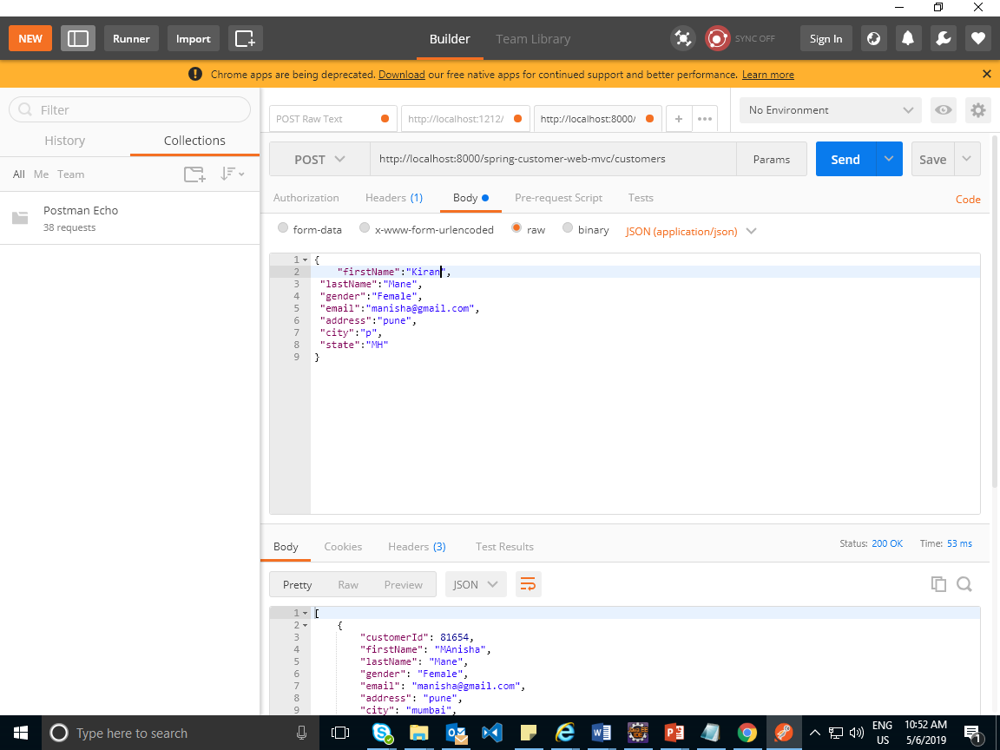 NEW
Runner
Import
Builder
Team Library
SYNC OFF
Sign In
Chrome apps are being deprecated. Download our free native apps for continued support and better performance. Learn more
Filter
History
Collections
All Me Team
Postman Echo
38 requests
POST Raw Text
http://localhost:1212/
http://localhost:8000/
No Environment
POST
http://localhost:8000/spring-customer-web-mvc/customers
Params
Send
Save
Authorization
Headers (1)
Body
Pre-request Script
Tests
Code
form-data
x-www-form-urlencoded
raw
binary
JSON (application/json)
1 {
2 "firstName":"Kiran",
3 "lastName":"Mane",
4 "gender":"Female",
5 "email":"manisha@gmail.com",
6 "address":"pune",
7 "city":"p",
8 "state":"MH"
9 }
Body
Cookies
Headers (3)
Test Results
Status: 200 OK
Time: 53 ms
Pretty
Raw
Preview
JSON
1 [
2 {
3 "customerId": 81654,
4 "firstName": "MAnisha",
5 "lastName": "Mane",
6 "gender": "Female",
7 "email": "manisha@gmail.com",
8 "address": "pune",
9 "city": "mumbai",
Type here to search
ENG
US
10:52 AM
5/6/2019
1